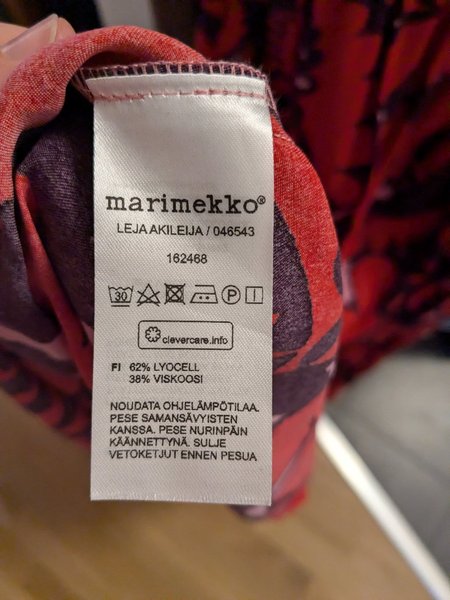 marimekko®
LEJA AKILEIJA / 046543
162468
30 P
clevercare.info
FI 62% LYOCELL
38% VISKOOSI
NOUDATA OHJELÄMPÖTILAA.
PESE SAMANSÄVYISTEN
KANSSA. PESE NURINPÄIN
KÄÄNNETTYNÄ. SULJE
VETOKETJUT ENNEN PESUA